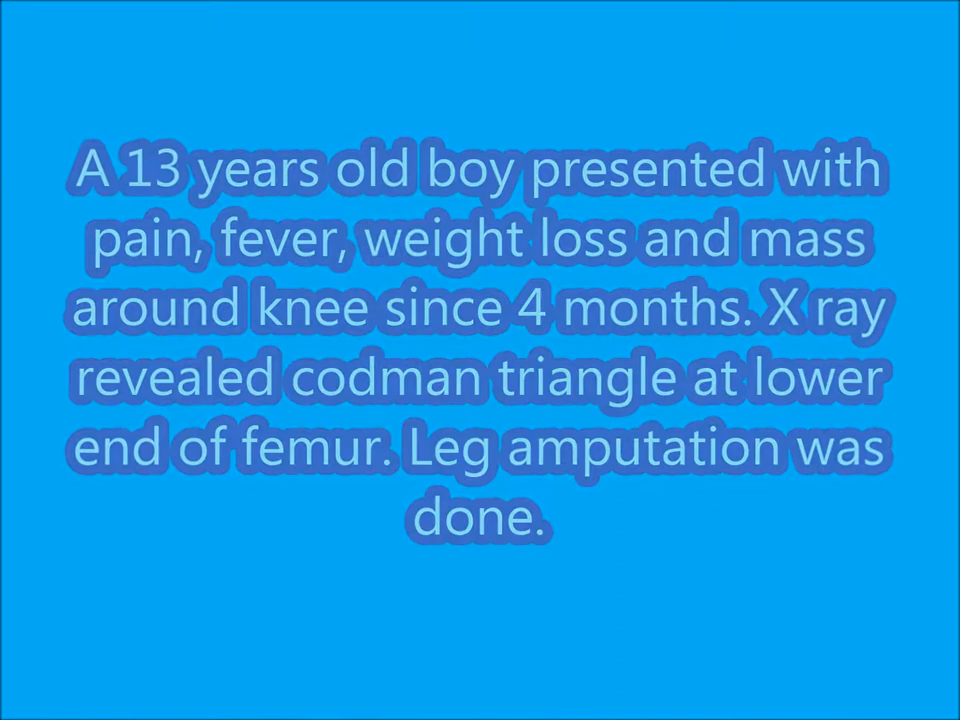 A 13 years old boy presented with
pain, fever, weight loss and mass
around knee since 4 months. X ray
revealed codman triangle at lower
end of femur. Leg amputation was
done.